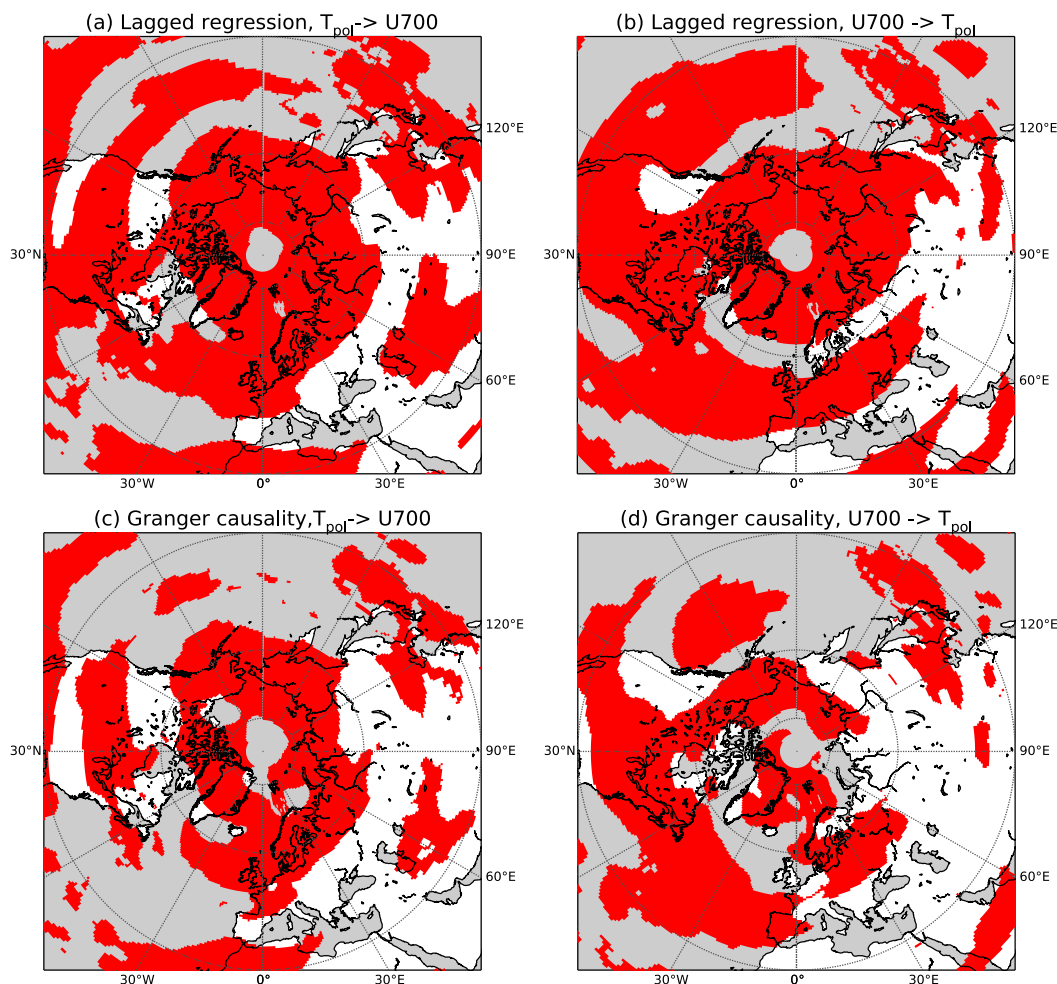 (a) Lagged regression, Tpol-> U700
(b) Lagged regression, U700 -> Tpol
120°E
120°E
30°N
90°E
30°N
90°E
60°E
60°E
30°W
0°
30°E
30°W
0°
30°E
(c) Granger causality,Tpol-> U700
(d) Granger causality, U700 -> Tpol
120°E
120°E
30°N
90°E
30°N
90°E
60°E
60°E
30°W
0°
30°E
30°W
0°
30°E